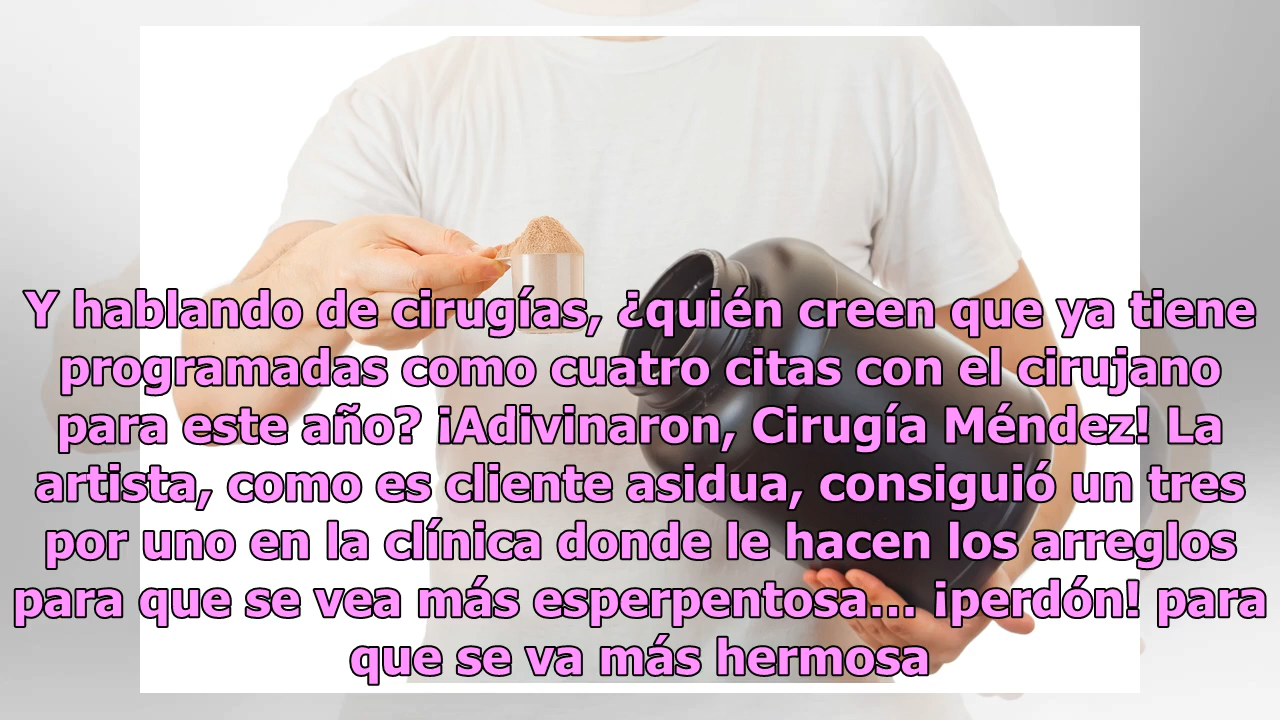 Y hablando de cirugías, ¿quién creen que ya tiene
programadas como cuatro citas con el cirujano
para este año? ¡Adivinaron, Cirugía Méndez! La
artista, como es cliente asidua, consiguió un tres
por uno en la clínica donde le hacen los arreglos
para que se vea más esperpentosa... ¡perdón! para
que se va más hermosa